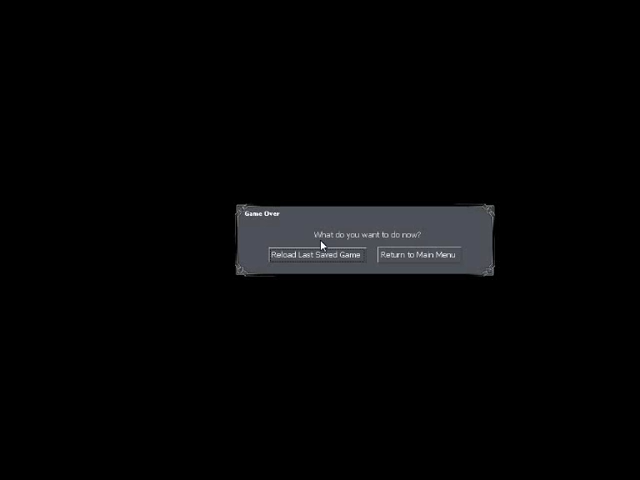 Game Over
What do you want to do now?
Reload Last Saved Game
Return to Main Menu